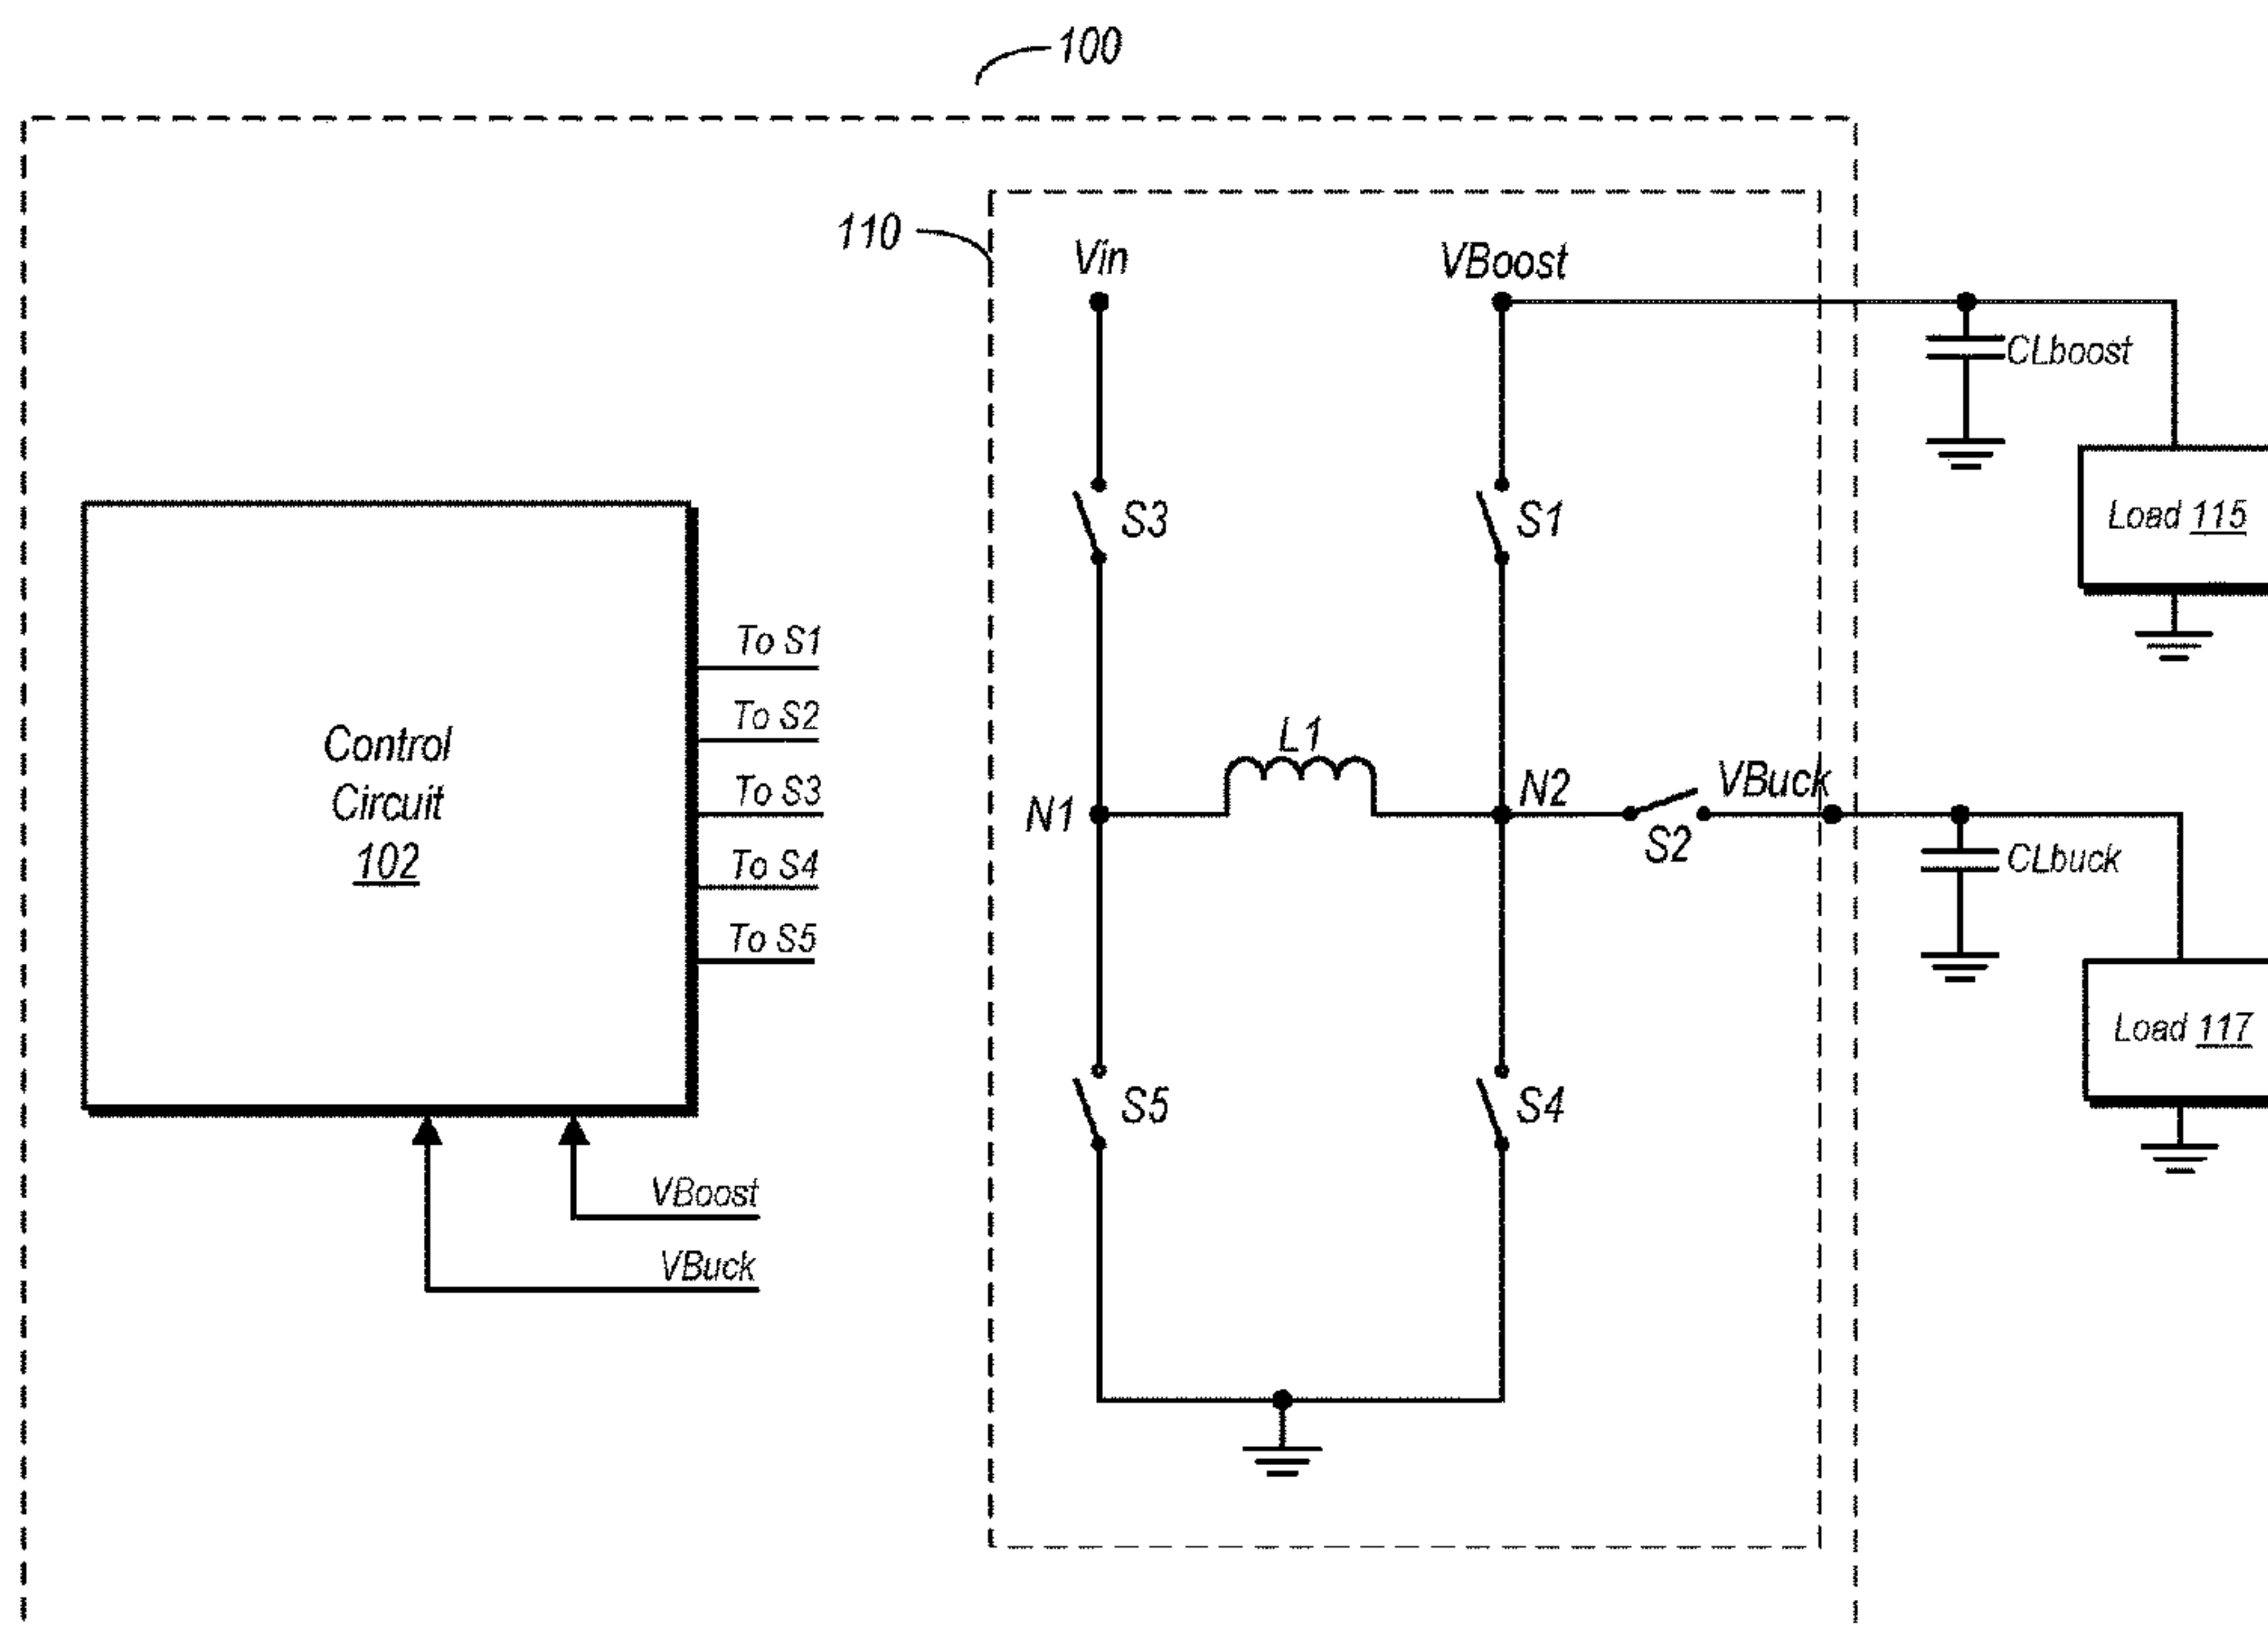 100
110
Vin
VBoost
CLboost
S3
S1
Load 115
To S1
To S2
Control
Circuit
102
To S3
To S4
To S5
L1
N1
N2
VBuck
S2
CLbuck
Load 117
S5
S4
VBoost
VBuck